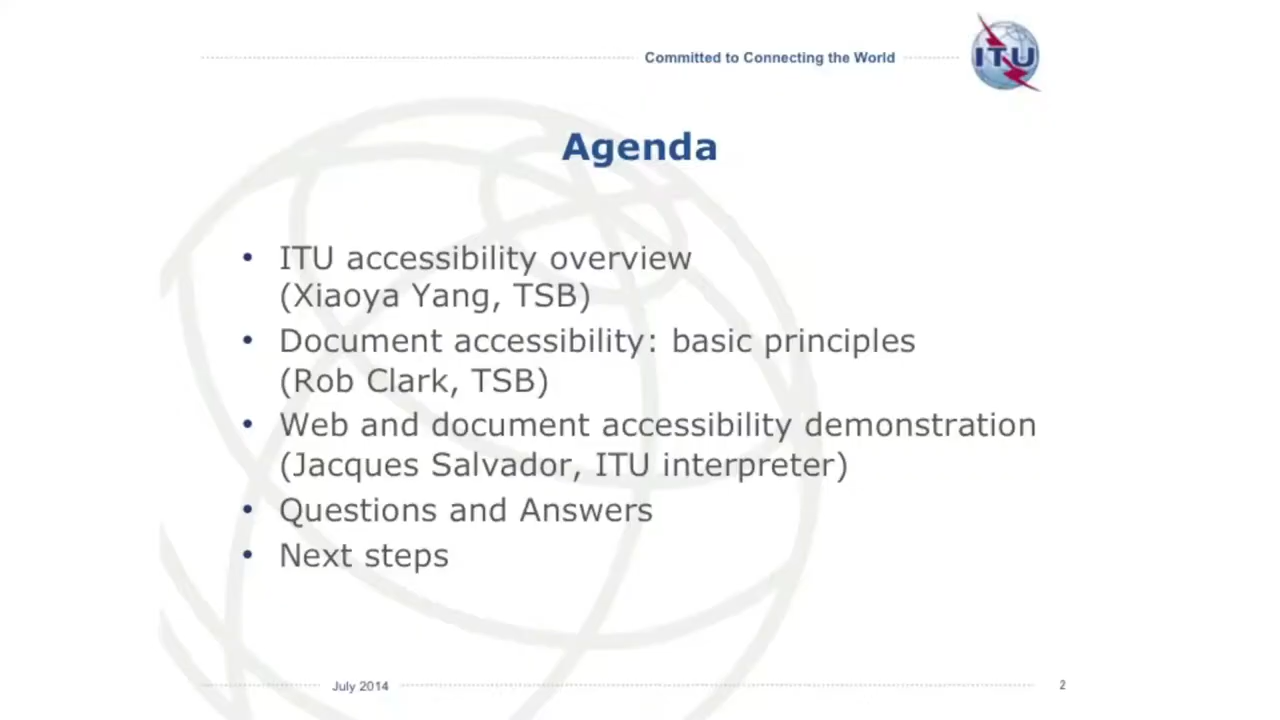 Committed to Connecting the World
ITU
Agenda
• ITU accessibility overview
(Xiaoya Yang, TSB)
• Document accessibility: basic principles
(Rob Clark, TSB)
• Web and document accessibility demonstration
(Jacques Salvador, ITU interpreter)
• Questions and Answers
• Next steps
July 2014
2